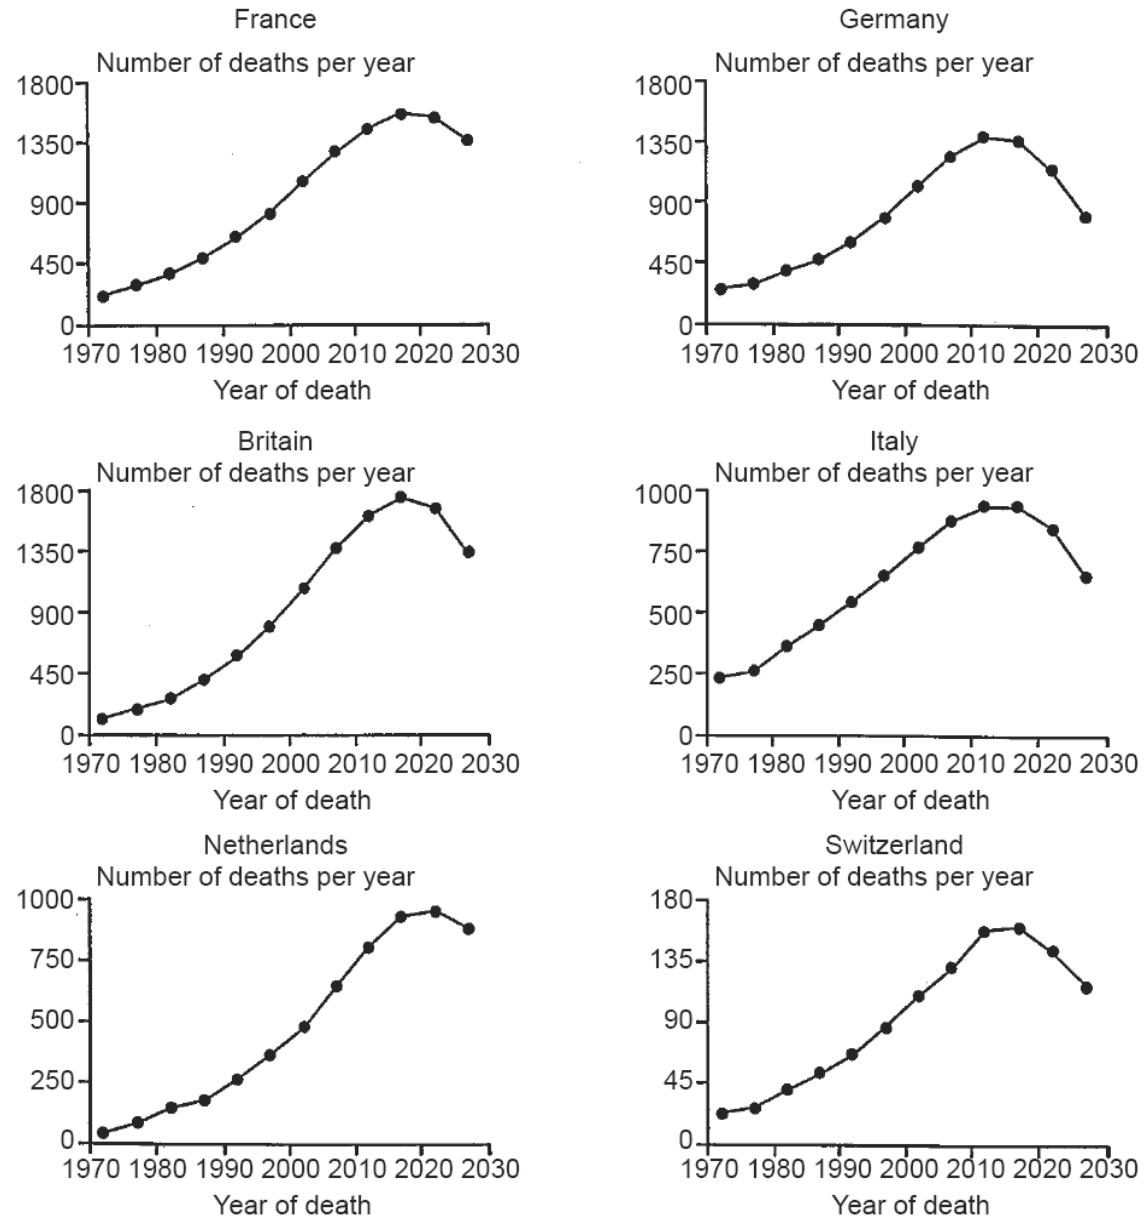 France
Number of deaths per year
1800
1350
900
450
0
1970 1980 1990 2000 2010 2020 2030
Year of death
Germany
Number of deaths per year
1800
1350
900
450
0
1970 1980 1990 2000 2010 2020 2030
Year of death
Britain
Number of deaths per year
1800
1350
900
450
0
1970 1980 1990 2000 2010 2020 2030
Year of death
Italy
Number of deaths per year
1000
750
500
250
0
1970 1980 1990 2000 2010 2020 2030
Year of death
Netherlands
Number of deaths per year
1000
750
500
250
0
1970 1980 1990 2000 2010 2020 2030
Year of death
Switzerland
Number of deaths per year
180
135
90
45
0
1970 1980 1990 2000 2010 2020 2030
Year of death